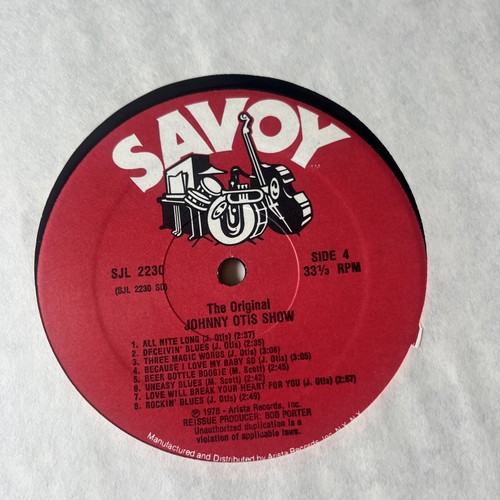 SAVOY
SJL 2230
SIDE 4
(SJL 2230 SD)
33⅓ RPM
The Original
JOHNNY OTIS SHOW
1. ALL NITE LONG (J. Otis) (2:37)
2. DECEIVIN' BLUES (J. Otis) (2:35)
3. THREE MAGIC WORDS (J. Otis) (3:06)
4. BECAUSE I LOVE MY BABY SO (J. Otis) (3:05)
5. BEER BOTTLE BOOGIE (M. Scott) (2:45)
6. UNEASY BLUES (M. Scott) (2:42)
7. LOVE WILL BREAK YOUR HEART FOR YOU (J. Otis) (2:57)
8. ROCKIN' BLUES (J. Otis) (2:49)
℗ 1978 - Arista Records, Inc.
REISSUE PRODUCER: BOB PORTER
Unauthorized duplication is a
violation of applicable laws.
Manufactured and Distributed by Arista Records, Inc.